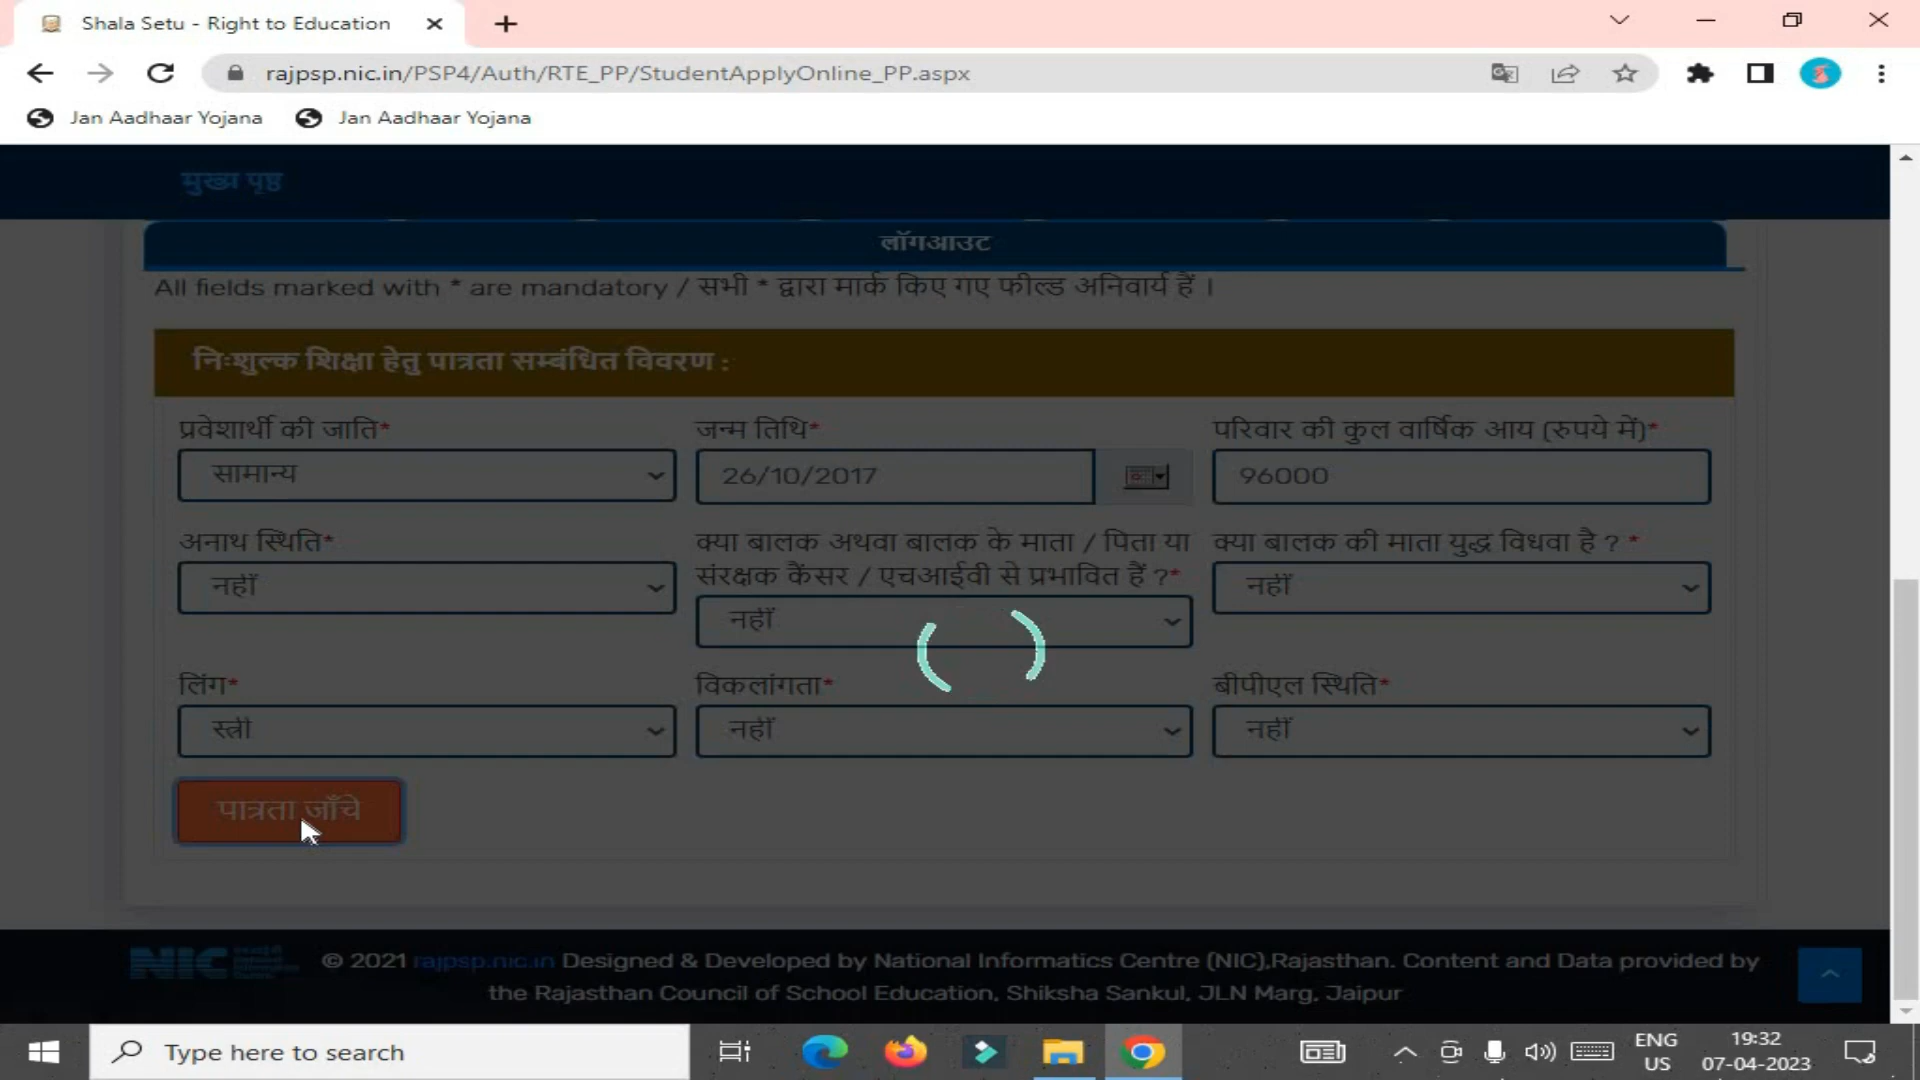 Shala Setu - Right to Education
rajpsp.nic.in/PSP4/Auth/RTE_PP/StudentApplyOnline_PP.aspx
Jan Aadhaar Yojana Jan Aadhaar Yojana
मुख्य पृष्ठ
लॉगआउट
All fields marked with * are mandatory / सभी * द्वारा मार्क किए गए फील्ड अनिवार्य हैं ।
निःशुल्क शिक्षा हेतु पात्रता सम्बंधित विवरण :
प्रवेशार्थी की जाति* जन्म तिथि* परिवार की कुल वार्षिक आय (रुपये में)*
सामान्य 26/10/2017 96000
अनाथ स्थिति* क्या बालक अथवा बालक के माता / पिता या क्या बालक की माता युद्ध विधवा है ? *
संरक्षक कैंसर / एचआईवी से प्रभावित हैं ?*
नहीं नहीं नहीं
लिंग* विकलांगता* बीपीएल स्थिति*
स्त्री नहीं नहीं
पात्रता जाँचे
NIC © 2021 rajpsp.nic.in Designed & Developed by National Informatics Centre (NIC),Rajasthan. Content and Data provided by
the Rajasthan Council of School Education, Shiksha Sankul, JLN Marg, Jaipur
Type here to search
ENG
US
19:32
07-04-2023